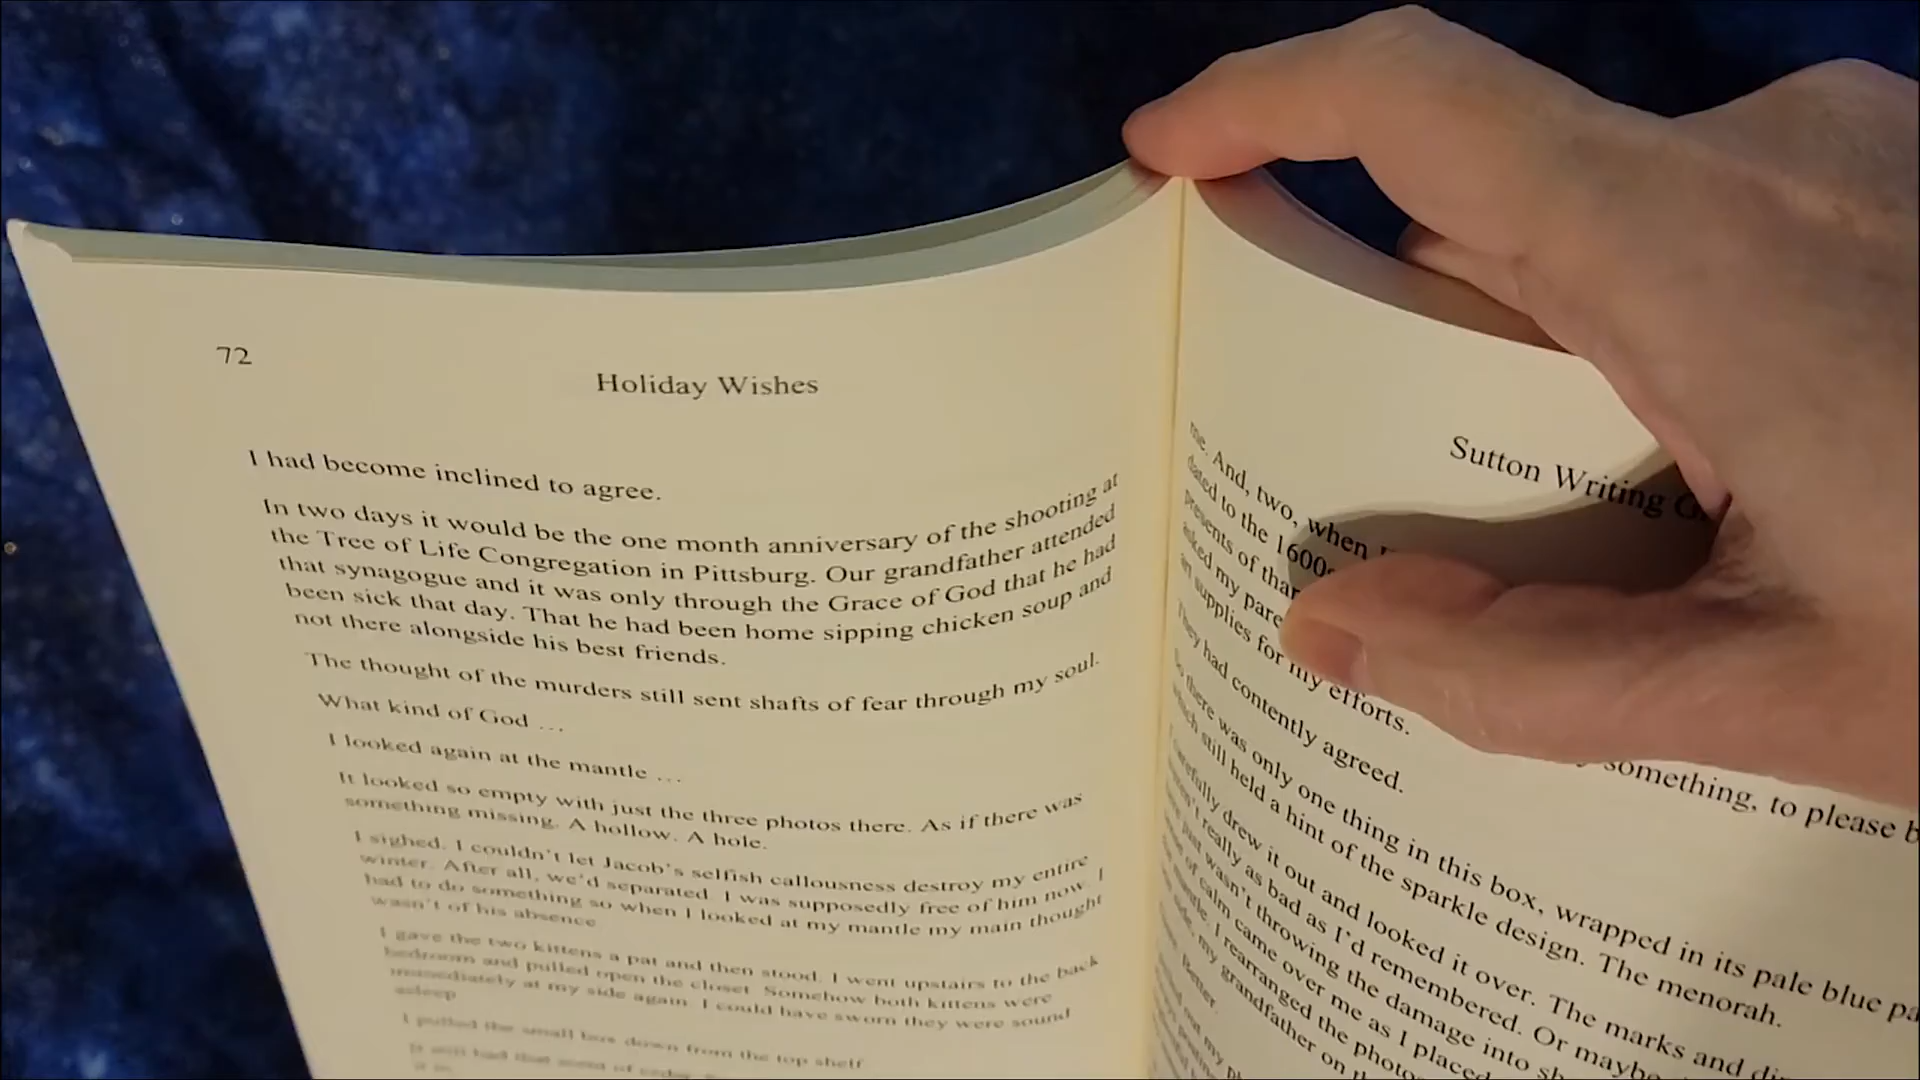 72
Holiday Wishes
I had become inclined to agree.
In two days it would be the one month anniversary of the shooting at
the Tree of Life Congregation in Pittsburg. Our grandfather attended
that synagogue and it was only through the Grace of God that he had
been sick that day. That he had been home sipping chicken soup and
not there alongside his best friends.
The thought of the murders still sent shafts of fear through my soul.
What kind of God …
I looked again at the mantle …
It looked so empty with just the three photos there. As if there was
something missing. A hollow. A hole.
I sighed. I couldn't let Jacob's selfish callousness destroy my entire
winter. After all, we'd separated. I was supposedly free of him now. I
had to do something so when I looked at my mantle my main thought
wasn't of his absence.
I gave the two kittens a pat and then stood. I went upstairs to the back
bedroom and pulled open the closet. Somehow both kittens were
immediately at my side again. I could have sworn they were sound
asleep.
I pulled the small box down from the top shelf.
It still had that scent of cedar.
Sutton Writing
me. And, two, when
dated to the 1600s
presents of
asked my
art supplies for my efforts.
They had contently agreed.
something, to please
So there was only one thing in this box, wrapped in its pale blue
which still held a hint of the sparkle design. The menorah.
I carefully drew it out and looked it over. The marks and
weren't really as bad as I'd remembered. Or maybe
just wasn't throwing the damage into
of calm came over me as I placed
I rearranged the
side, my grandfather on
Better.